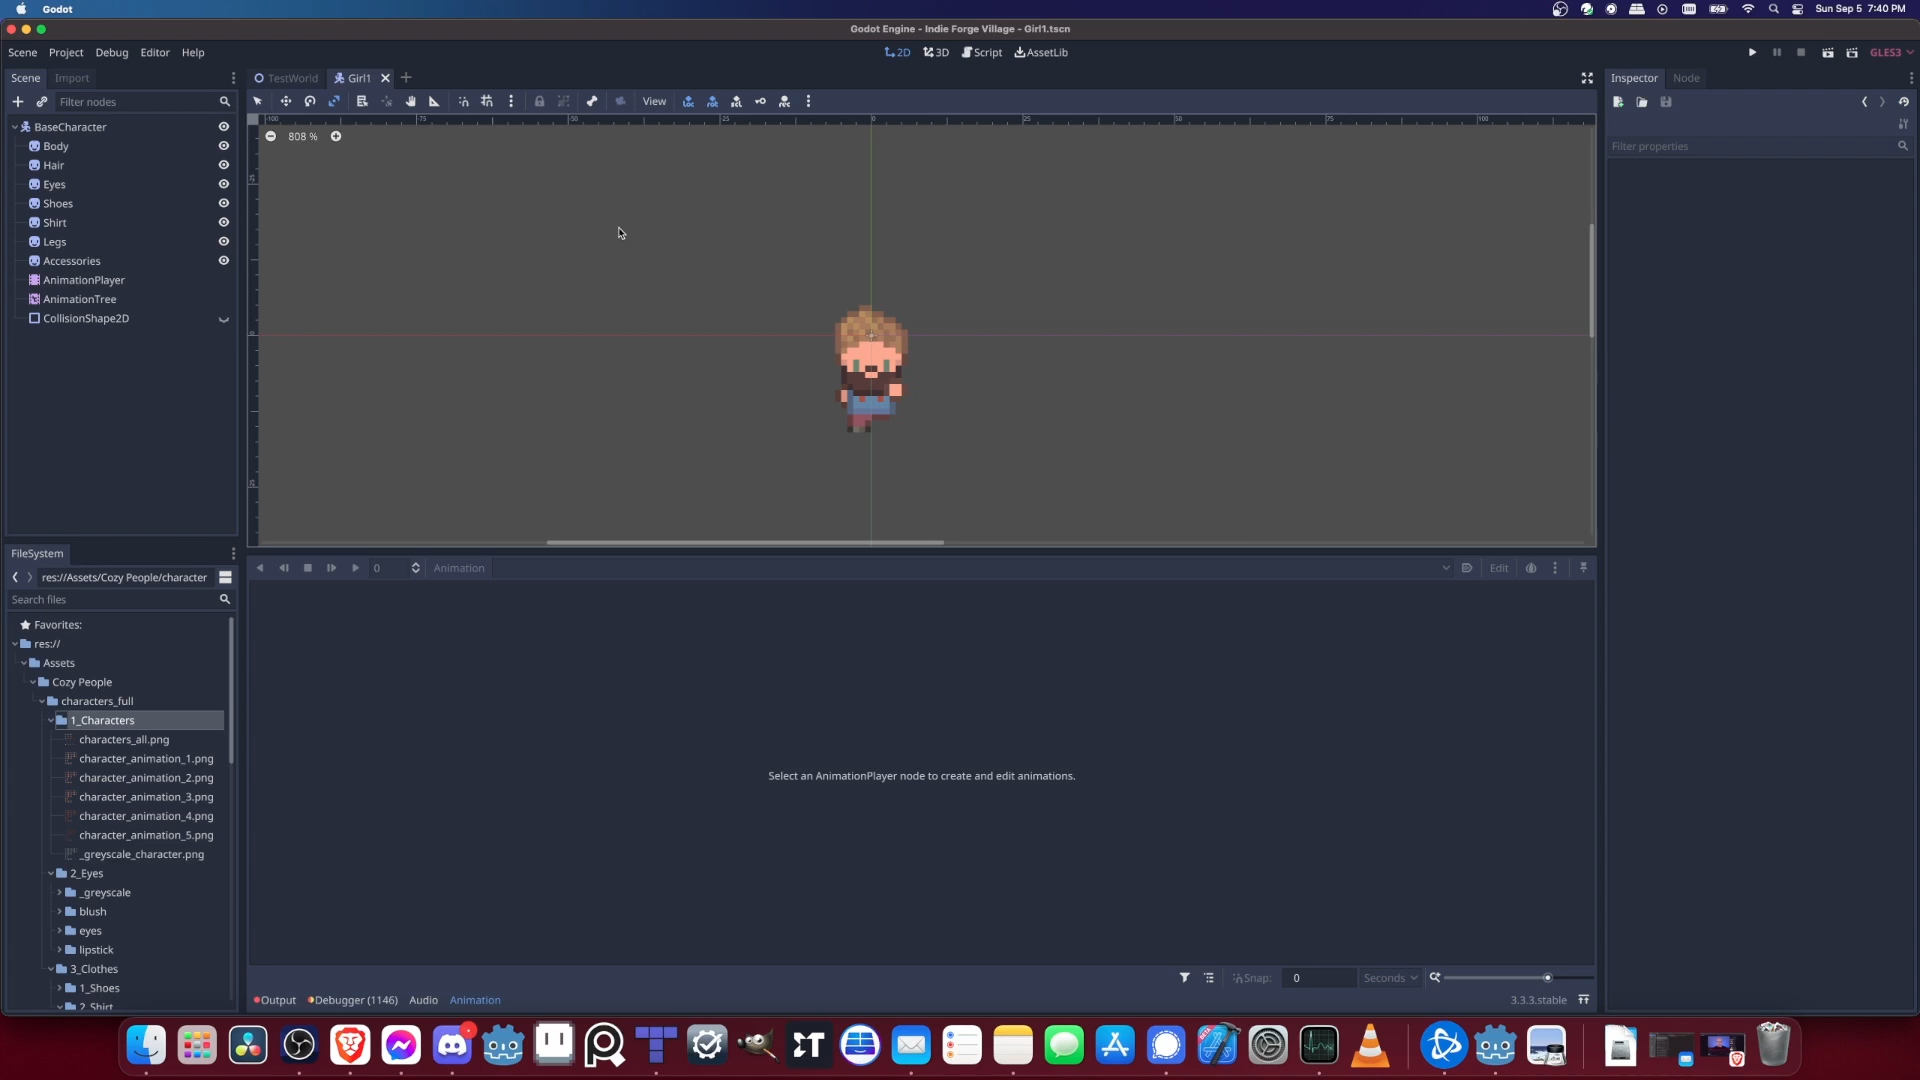 Godot
Sun Sep 5 7:40 PM
Godot Engine - Indie Forge Village - Girl1.tscn
Scene Project Debug Editor Help
2D 3D Script AssetLib
GLES3
Scene Import
TestWorld Girl1
Inspector Node
Filter nodes
View
808 %
Filter properties
BaseCharacter
Body
Hair
Eyes
Shoes
Shirt
Legs
Accessories
AnimationPlayer
AnimationTree
CollisionShape2D
FileSystem
res://Assets/Cozy People/character
Search files
Favorites:
res://
Assets
Cozy People
characters_full
1_Characters
characters_all.png
character_animation_1.png
character_animation_2.png
character_animation_3.png
character_animation_4.png
character_animation_5.png
_greyscale_character.png
2_Eyes
_greyscale
blush
eyes
lipstick
3_Clothes
1_Shoes
2_Shirt
0 Animation Edit
Select an AnimationPlayer node to create and edit animations.
Snap: 0 Seconds
Output Debugger (1146) Audio Animation
3.3.3.stable